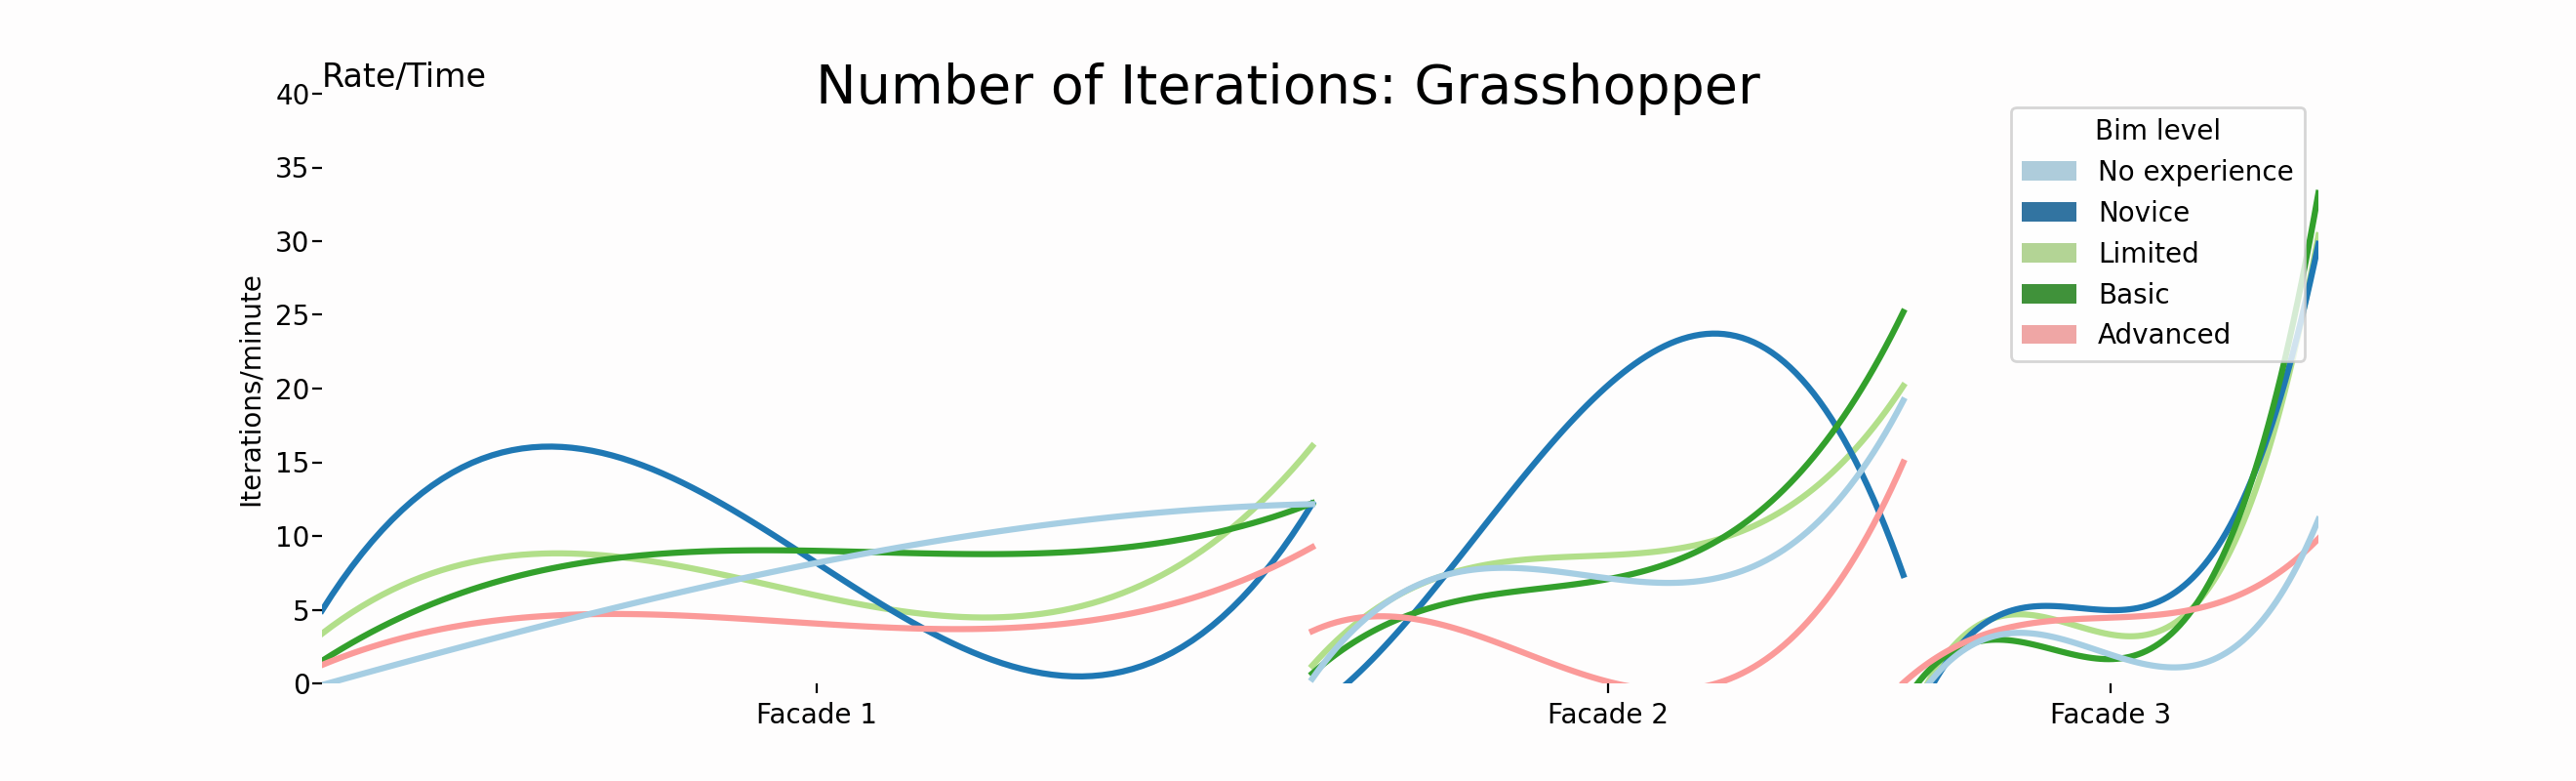 Rate/Time
Number of Iterations: Grasshopper
40
35
30
25
20
15
10
5
0
Iterations/minute
Bim level
No experience
Novice
Limited
Basic
Advanced
Facade 1
Facade 2
Facade 3